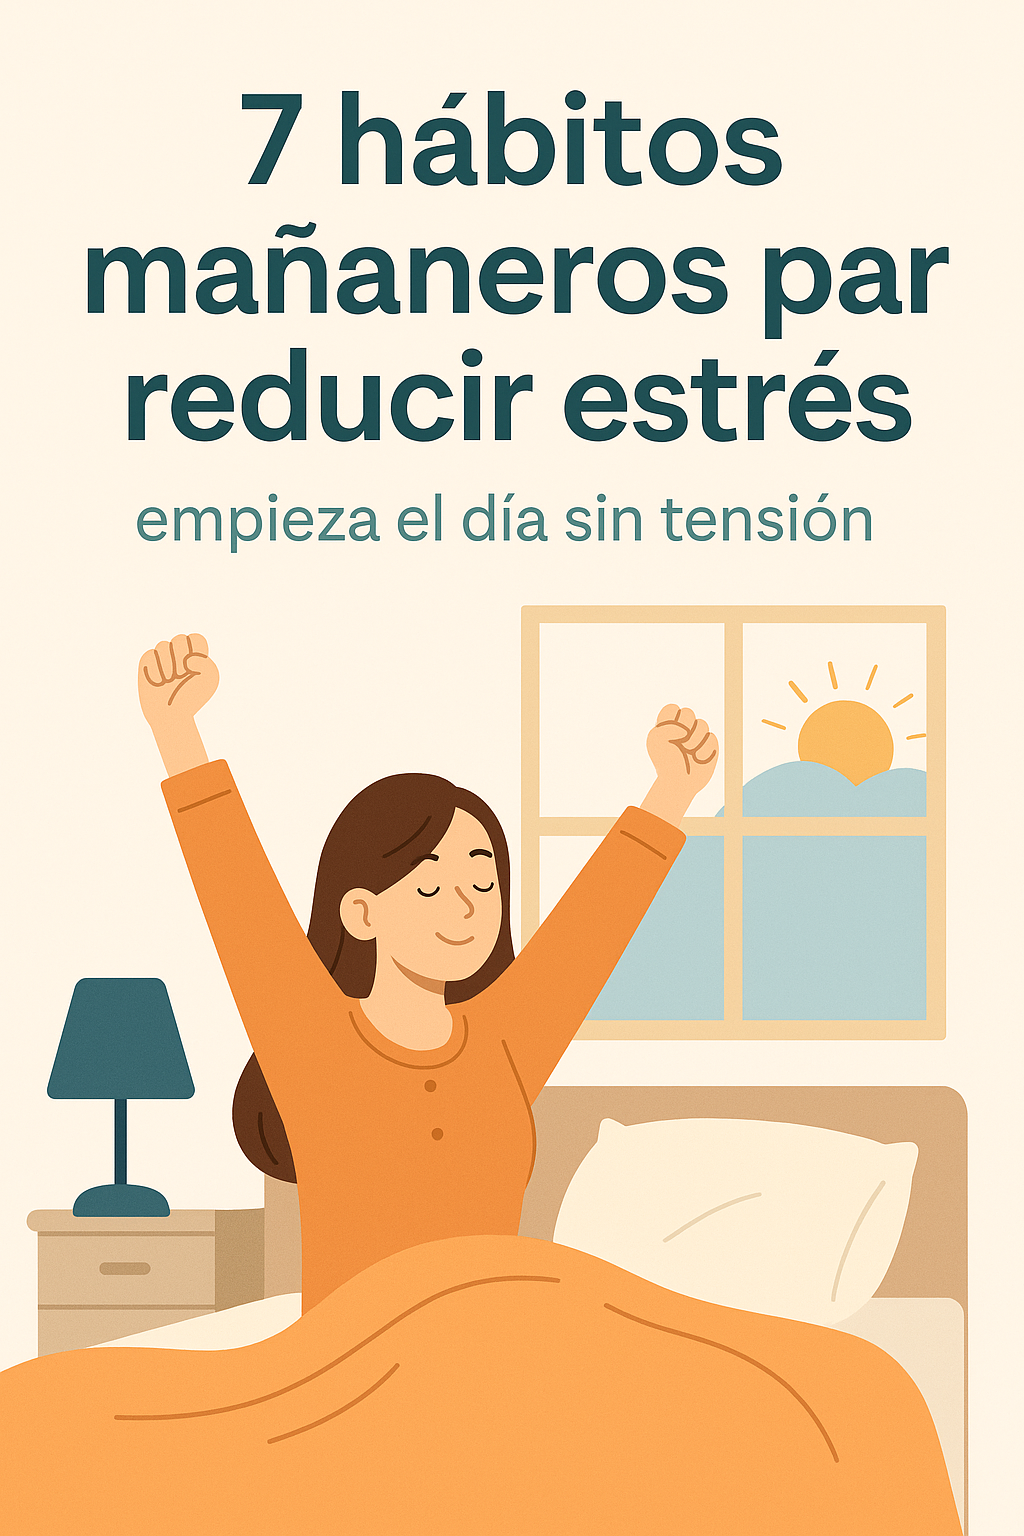 7 hábitos
mañaneros par
reducir estrés
empieza el día sin tensión